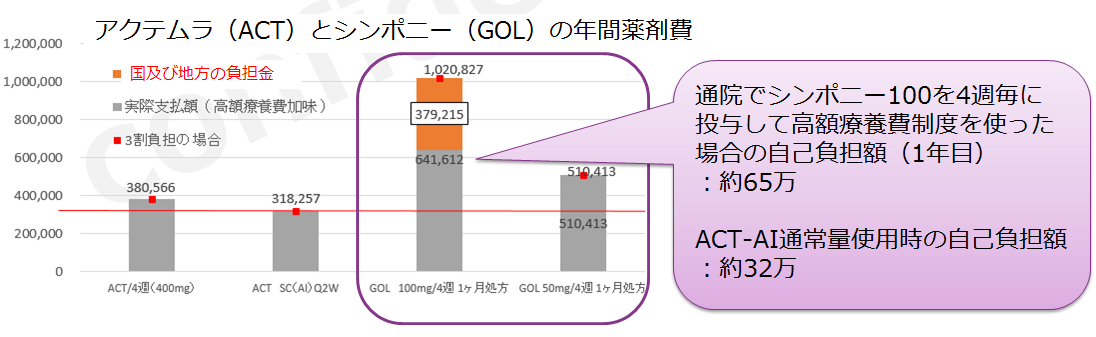 アクテムラ（ACT）とシンポニー（GOL）の年間薬剤費
1,200,000
1,000,000
800,000
600,000
400,000
200,000
0
国及び地方の負担金
実際支払額（高額療養費加味）
3割負担の場合
380,566
318,257
1,020,827
379,215
641,612
510,413
510,413
ACT/4週（400mg）
ACT SC（AI）Q2W
GOL 100mg/4週 1ヶ月処方
GOL 50mg/4週 1ヶ月処方
通院でシンポニー100を4週毎に
投与して高額療養費制度を使った
場合の自己負担額（1年目）
：約65万
ACT-AI通常量使用時の自己負担額
：約32万